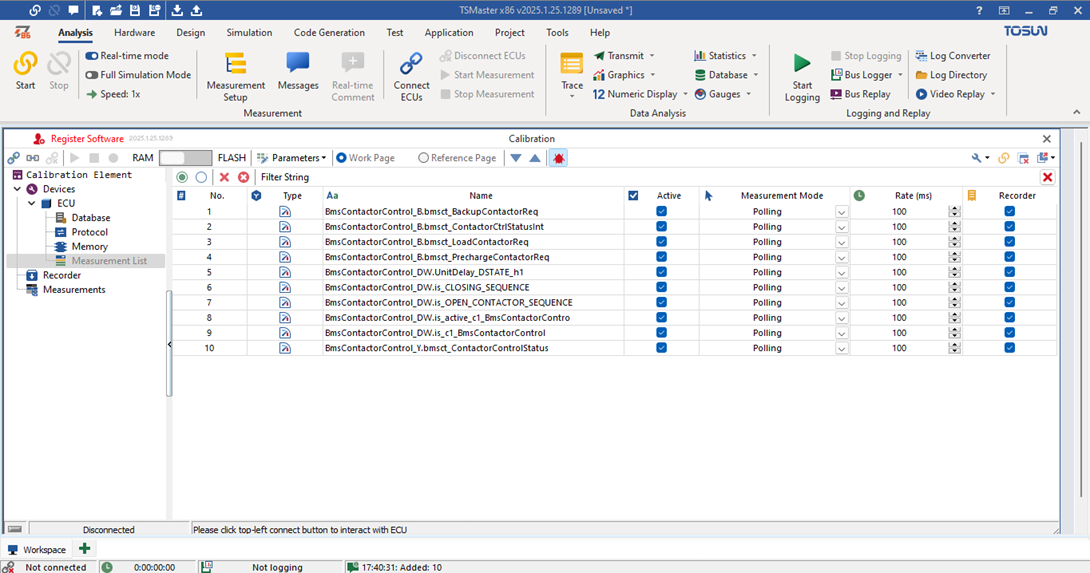 TSMaster x86 v2025.1.25.1289 [Unsaved *]
Analysis Hardware Design Simulation Code Generation Test Application Project Tools Help TOSUN
Start
Stop
Real-time mode
Full Simulation Mode
Speed: 1x
Measurement
Setup
Messages
Real-time
Comment
Measurement
Connect
ECUs
Disconnect ECUs
Start Measurement
Stop Measurement
Trace
Transmit
Graphics
12 Numeric Display
Statistics
Database
Gauges
Data Analysis
Start
Logging
Stop Logging
Bus Logger
Bus Replay
Log Converter
Log Directory
Video Replay
Logging and Replay
Register Software 2025.1.25.1289 Calibration
RAM FLASH Parameters Work Page Reference Page
Calibration Element
Devices
ECU
Database
Protocol
Memory
Measurement List
Recorder
Measurements
Filter String
# No. Type Aa Name Active Measurement Mode Rate (ms) Recorder
1 BmsContactorControl_B.bmsct_BackupContactorReq Polling 100
2 BmsContactorControl_B.bmsct_ContactorCtrlStatusInt Polling 100
3 BmsContactorControl_B.bmsct_LoadContactorReq Polling 100
4 BmsContactorControl_B.bmsct_PrechargeContactorReq Polling 100
5 BmsContactorControl_DW.UnitDelay_DSTATE_h1 Polling 100
6 BmsContactorControl_DW.is_CLOSING_SEQUENCE Polling 100
7 BmsContactorControl_DW.is_OPEN_CONTACTOR_SEQUENCE Polling 100
8 BmsContactorControl_DW.is_active_c1_BmsContactorContro Polling 100
9 BmsContactorControl_DW.is_c1_BmsContactorControl Polling 100
10 BmsContactorControl_Y.bmsct_ContactorControlStatus Polling 100
Disconnected Please click top-left connect button to interact with ECU
Workspace
Not connected 0:00:00:00 Not logging 17:40:31: Added: 10